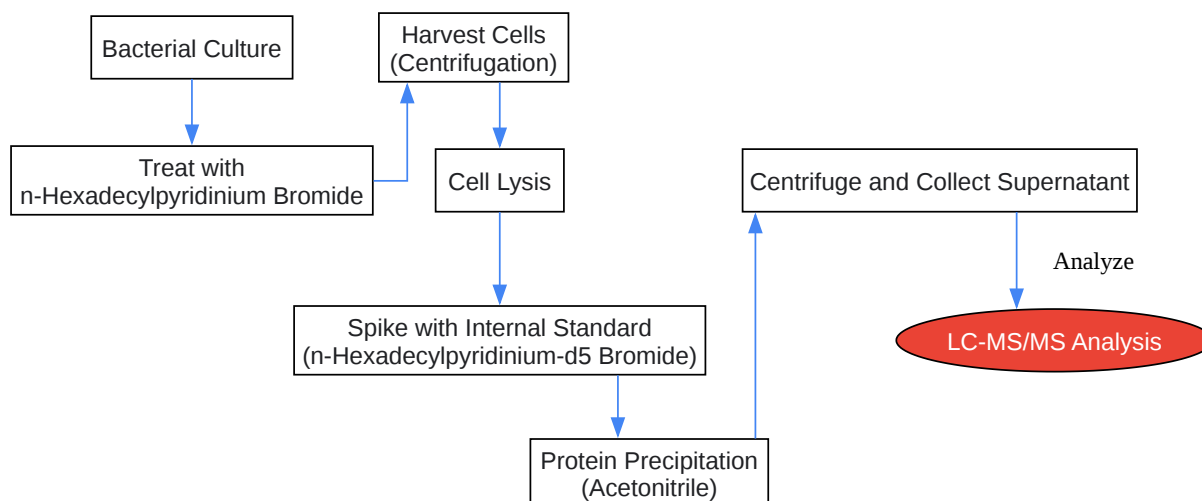 Bacterial Culture
Treat with
n-Hexadecylpyridinium Bromide
Harvest Cells
(Centrifugation)
Cell Lysis
Spike with Internal Standard
(n-Hexadecylpyridinium-d5 Bromide)
Protein Precipitation
(Acetonitrile)
Centrifuge and Collect Supernatant
Analyze
LC-MS/MS Analysis